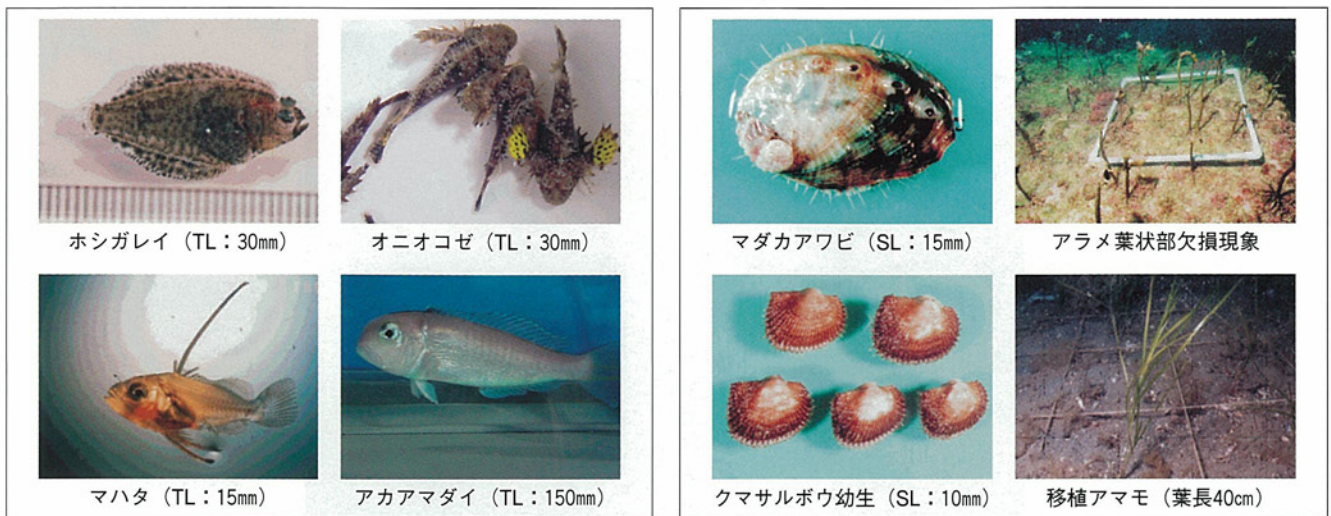 ホシガレイ（TL：30㎜）
オニオコゼ（TL：30㎜）
マハタ（TL：15㎜）
アカアマダイ（TL：150㎜）
マダカアワビ（SL：15㎜）
アラメ葉状部欠損現象
クマサルボウ幼生（SL：10㎜）
移植アマモ（葉長40㎝）